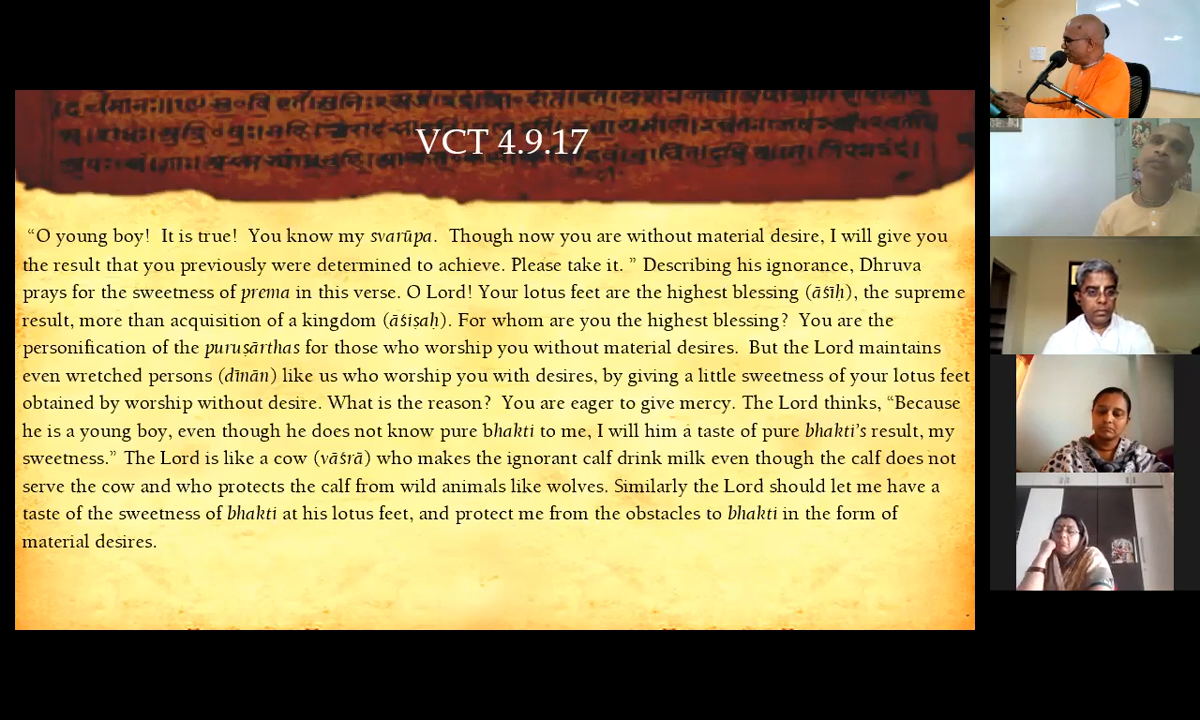 VCT 4.9.17
“O young boy!  It is true!  You know my svarūpa.  Though now you are without material desire, I will give you
the result that you previously were determined to achieve. Please take it. ” Describing his ignorance, Dhruva
prays for the sweetness of prema in this verse. O Lord! Your lotus feet are the highest blessing (āśīḥ), the supreme
result, more than acquisition of a kingdom (āśiṣaḥ). For whom are you the highest blessing?  You are the
personification of the puruṣārthas for those who worship you without material desires.  But the Lord maintains
even wretched persons (dīnān) like us who worship you with desires, by giving a little sweetness of your lotus feet
obtained by worship without desire. What is the reason?  You are eager to give mercy. The Lord thinks, “Because
he is a young boy, even though he does not know pure bhakti to me, I will him a taste of pure bhakti’s result, my
sweetness.” The Lord is like a cow (vāśrā) who makes the ignorant calf drink milk even though the calf does not
serve the cow and who protects the calf from wild animals like wolves. Similarly the Lord should let me have a
taste of the sweetness of bhakti at his lotus feet, and protect me from the obstacles to bhakti in the form of
material desires.